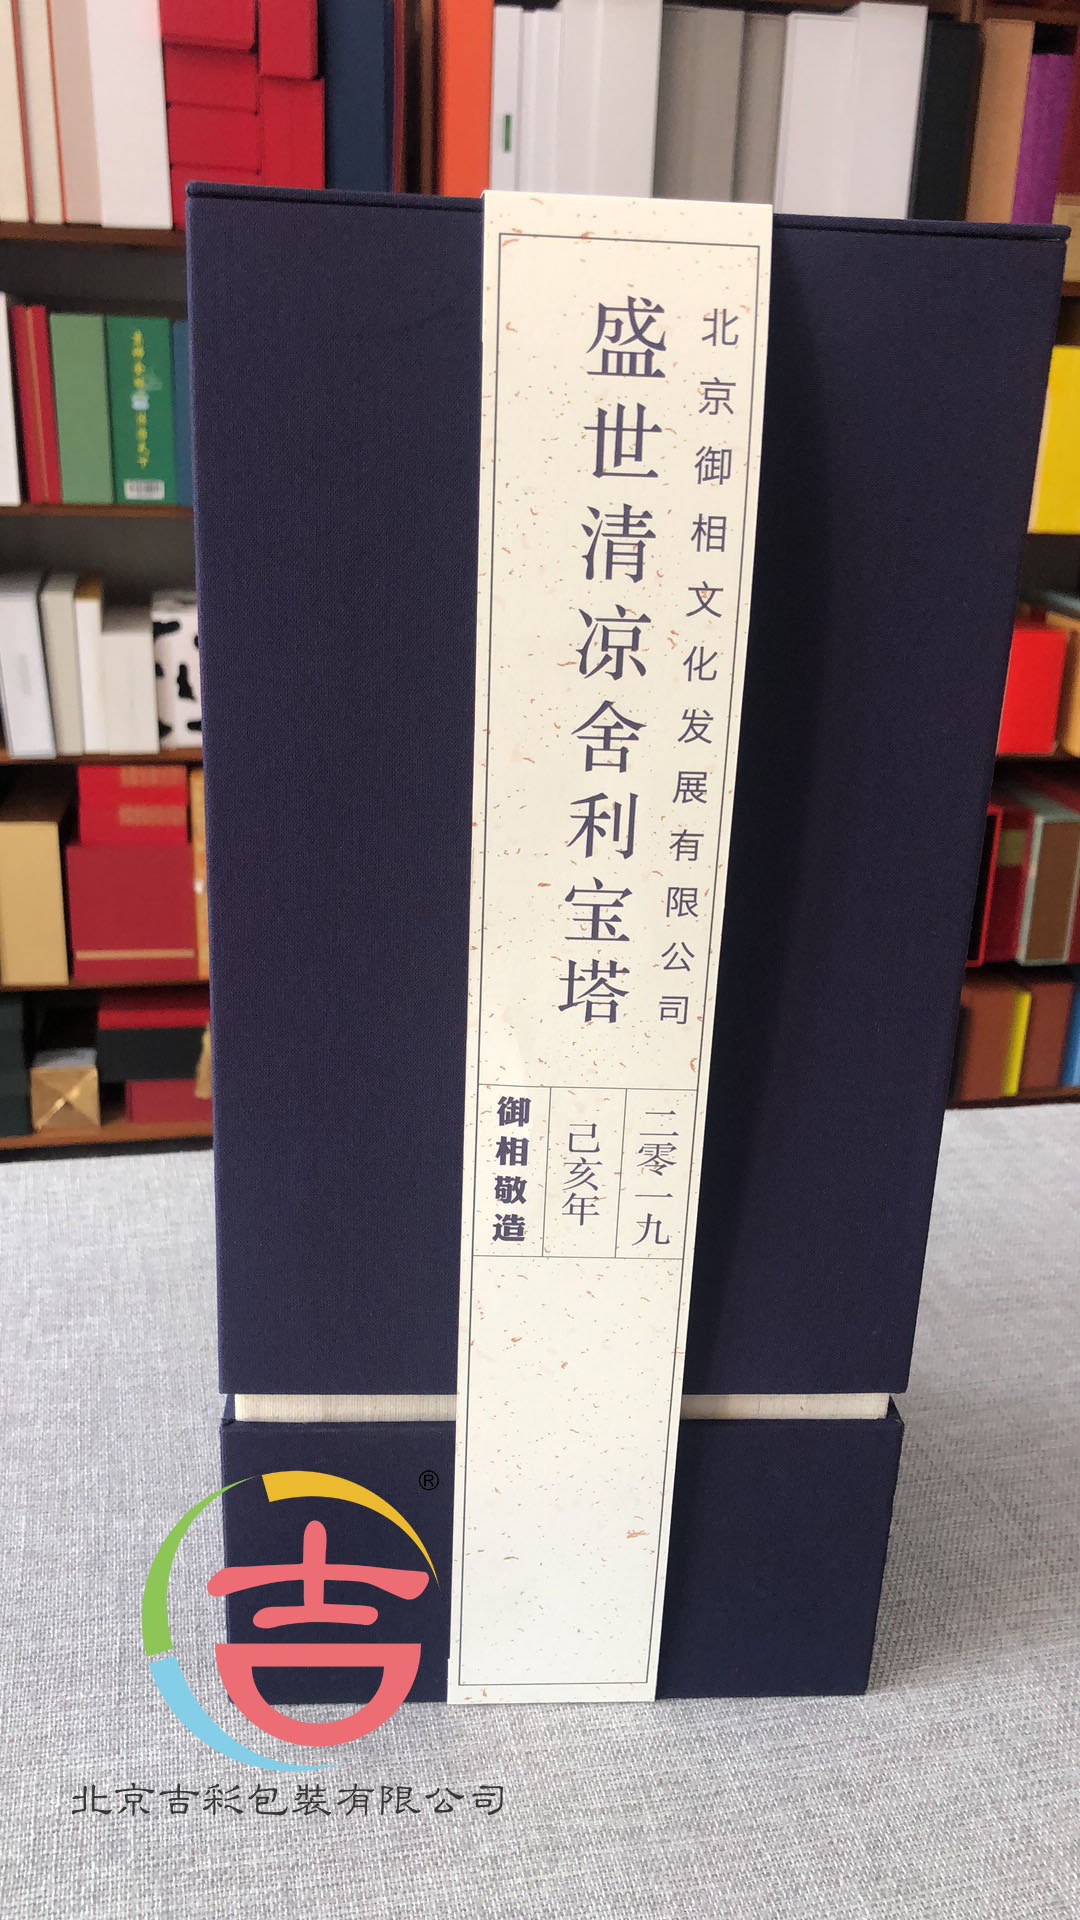 北京御相文化发展有限公司
盛世清凉舍利宝塔
二零一九
己亥年
御相敬造
吉
®
北京吉彩包装有限公司